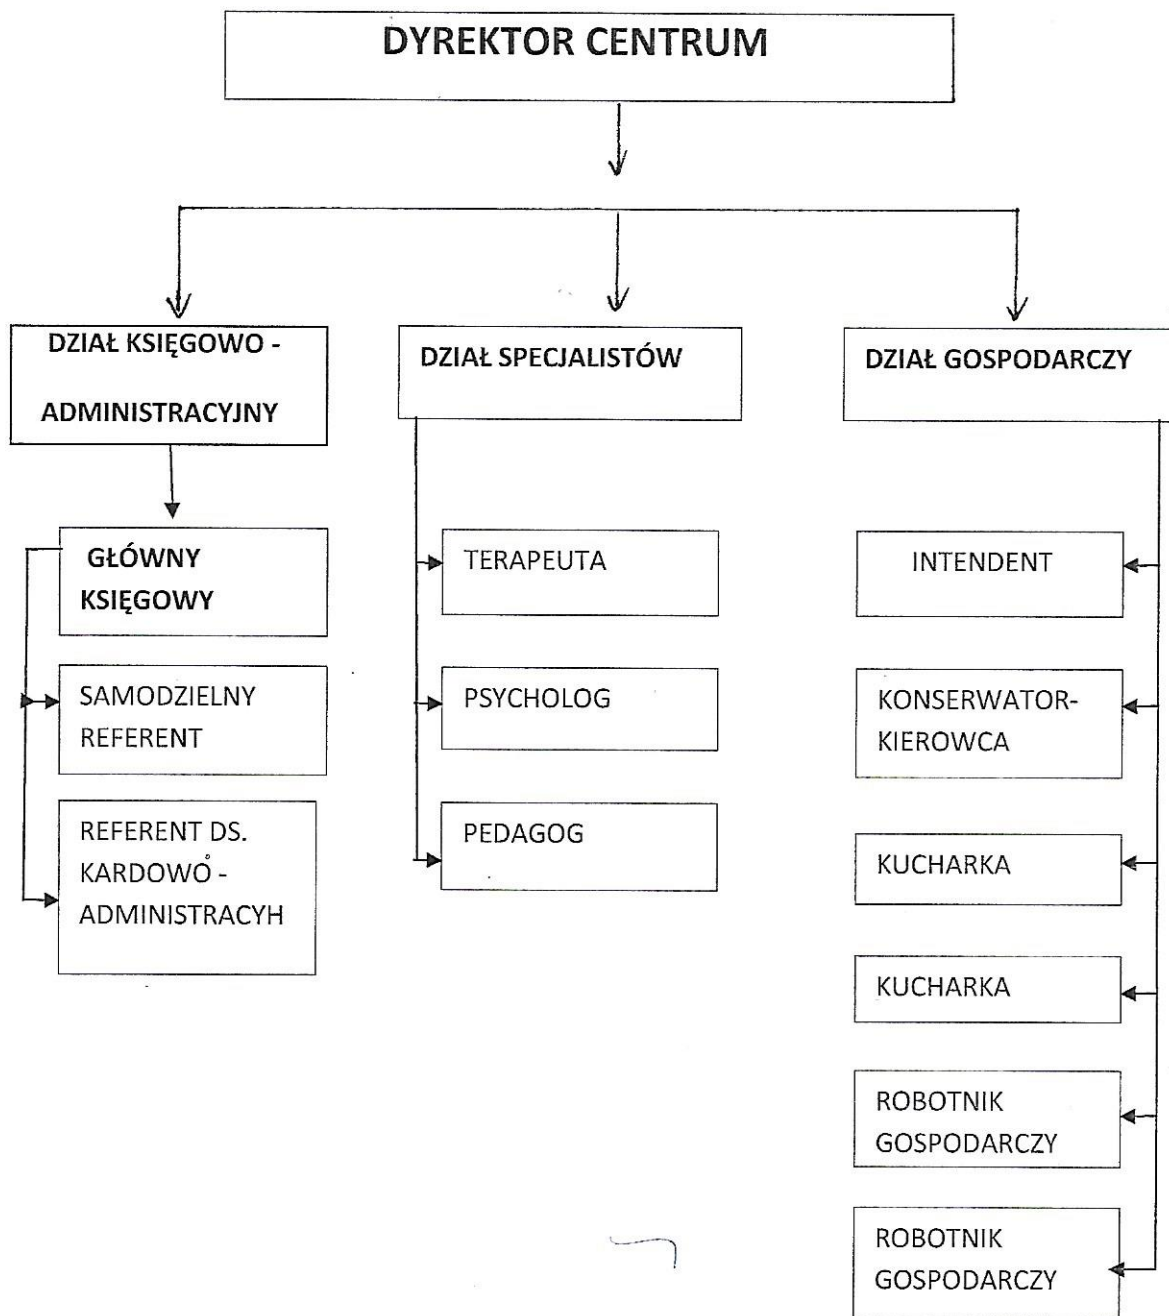 DYREKTOR CENTRUM
DZIAŁ KSIĘGOWO -
ADMINISTRACYJNY
GŁÓWNY
KSIĘGOWY
SAMODZIELNY
REFERENT
REFERENT DS.
KARDOWO -
ADMINISTRACYH
DZIAŁ SPECJALISTÓW
TERAPEUTA
PSYCHOLOG
PEDAGOG
DZIAŁ GOSPODARCZY
INTENDENT
KONSERWATOR-
KIEROWCA
KUCHARKA
KUCHARKA
ROBOTNIK
GOSPODARCZY
ROBOTNIK
GOSPODARCZY